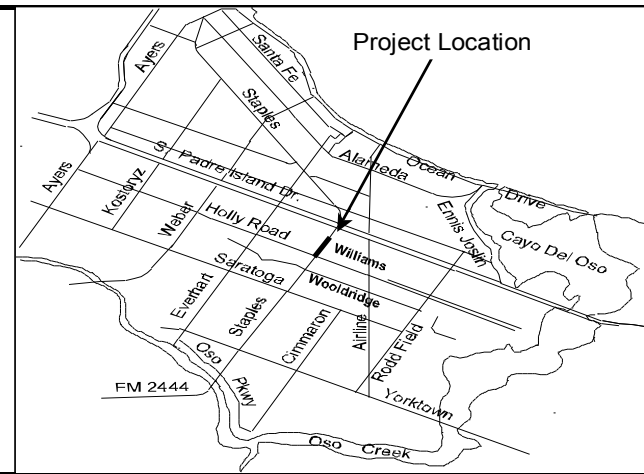 Project Location
Ayers
Santa Fe
Staples
Alameda
Ocean
Drive
S Padre Island Dr.
Ayers
Kostoryz
Weber
Holly Road
Ennis Joslin
Cayo Del Oso
Williams
Saratoga
Wooldridge
Everhart
Staples
Cimmaron
Airline
Rodd Field
Oso
Pkwy
FM 2444
Yorktown
Oso Creek